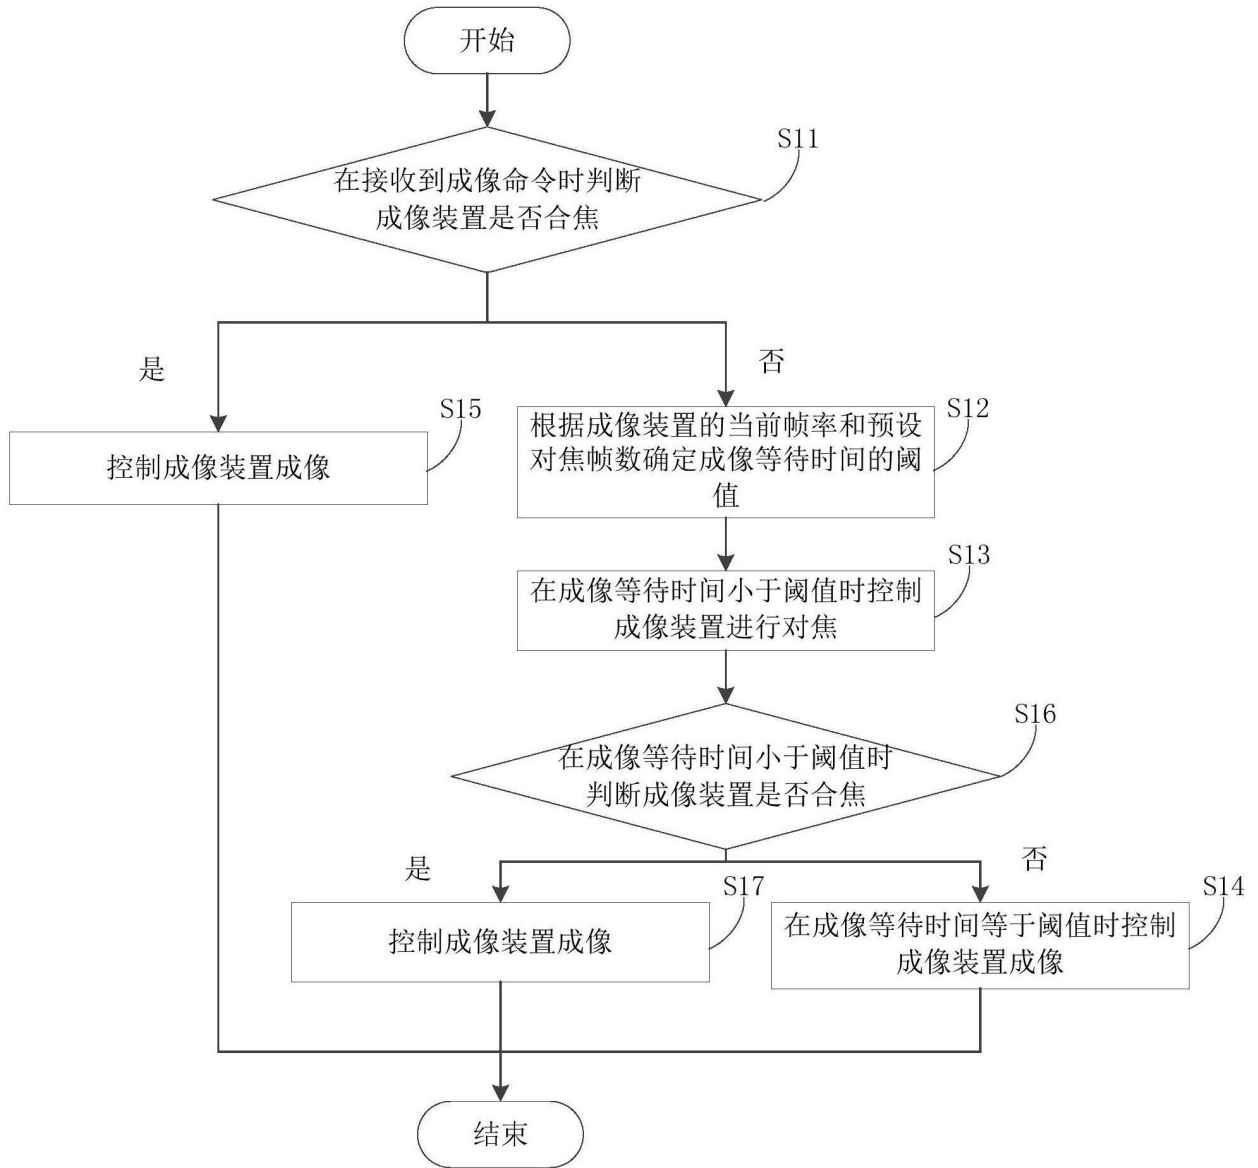 开始
S11
在接收到成像命令时判断
成像装置是否合焦
是
否
S15
控制成像装置成像
S12
根据成像装置的当前帧率和预设
对焦帧数确定成像等待时间的阈
值
S13
在成像等待时间小于阈值时控制
成像装置进行对焦
S16
在成像等待时间小于阈值时
判断成像装置是否合焦
是
否
S17
控制成像装置成像
S14
在成像等待时间等于阈值时控制
成像装置成像
结束